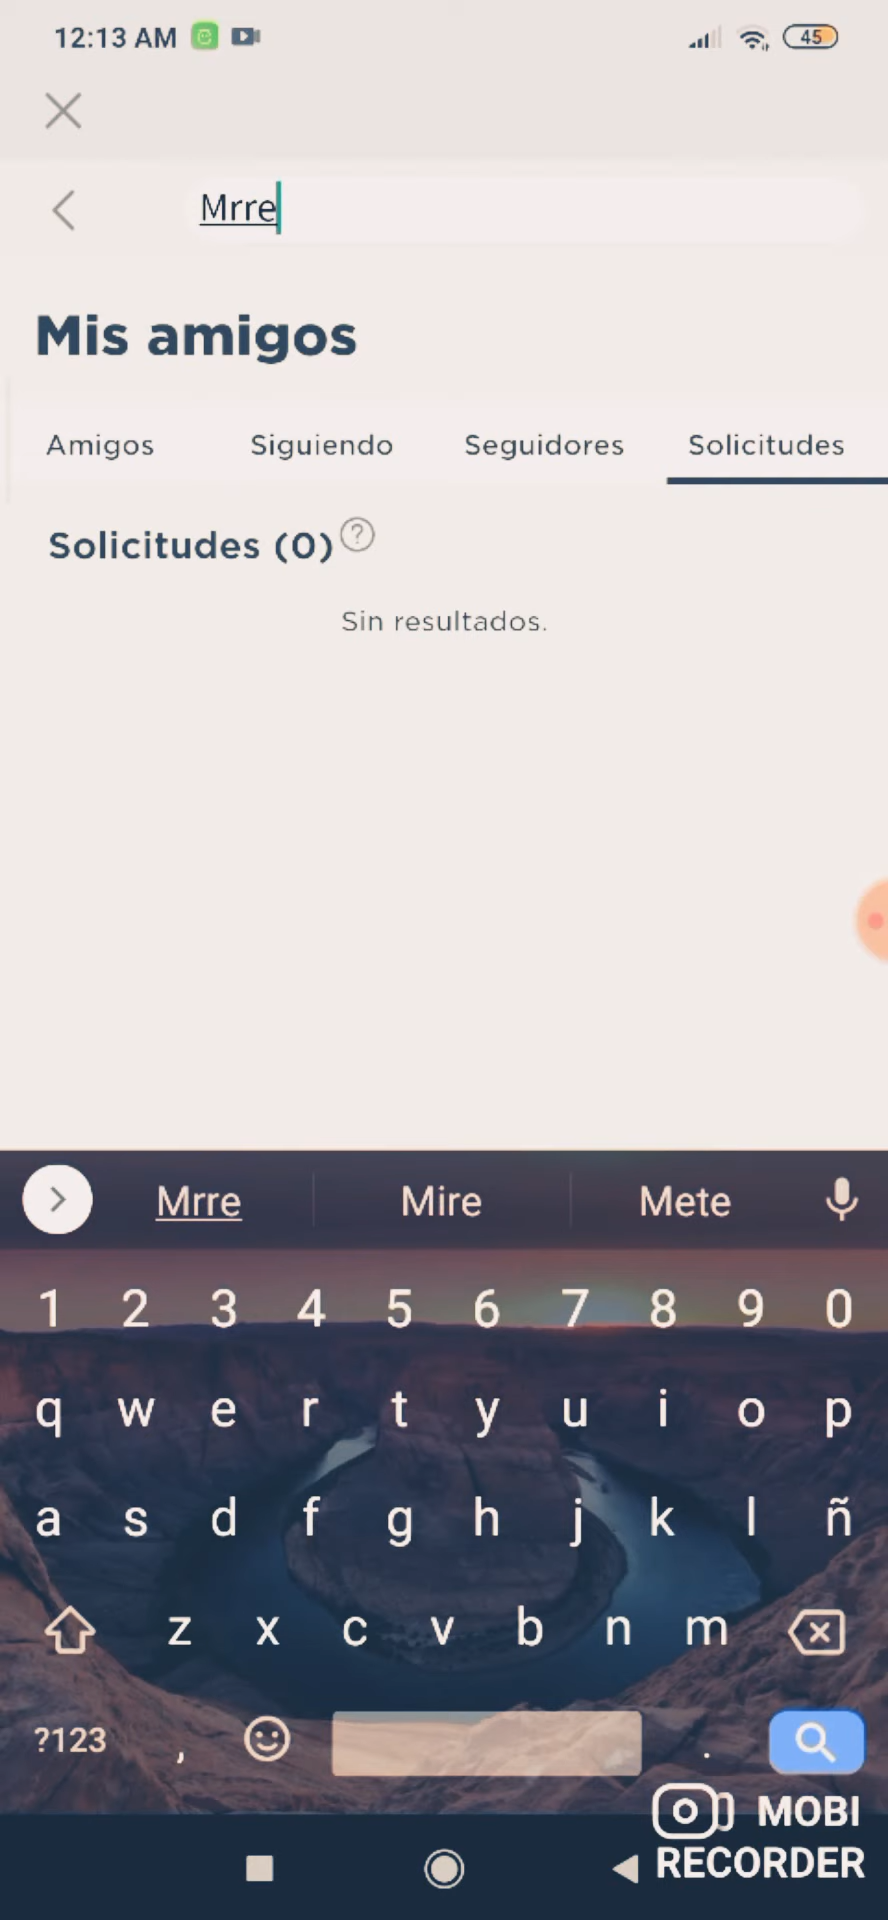 12:13 AM 45
Mrre
Mis amigos
Amigos Siguiendo Seguidores Solicitudes
Solicitudes (0) ?
Sin resultados.
Mrre Mire Mete
1 2 3 4 5 6 7 8 9 0
q w e r t y u i o p
a s d f g h j k l ñ
z x c v b n m
?123 , .
MOBI
RECORDER